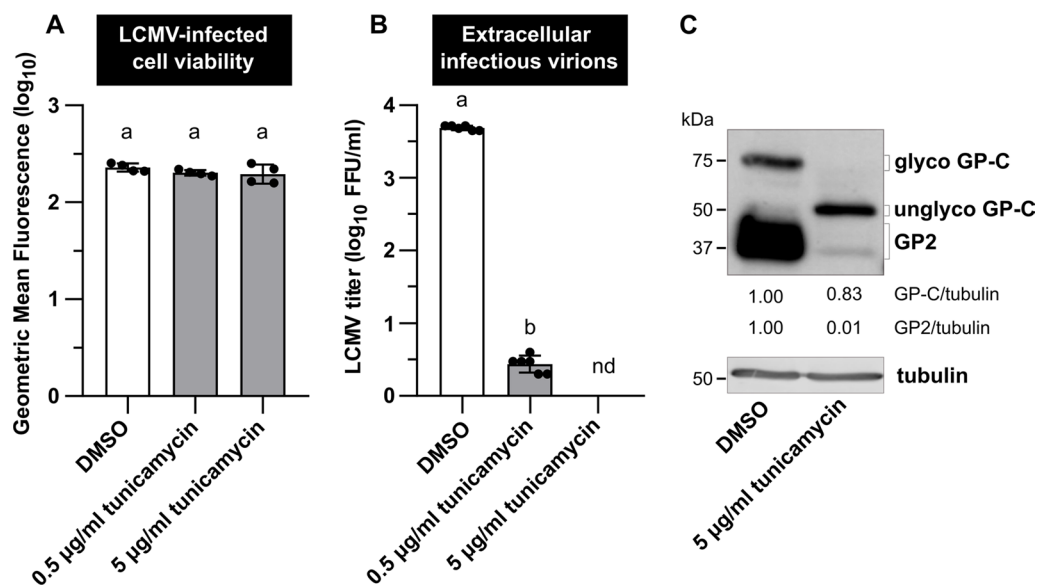 A
LCMV-infected
cell viability
Geometric Mean Fluorescence (log10)
3
2
1
0
a
a
a
DMSO
0.5 µg/ml tunicamycin
5 µg/ml tunicamycin
B
Extracellular
infectious virions
LCMV titer (log10 FFU/ml)
4
3
2
1
0
a
b
nd
DMSO
0.5 µg/ml tunicamycin
5 µg/ml tunicamycin
C
kDa
75
glyco GP-C
50
unglyco GP-C
37
GP2
1.00 0.83 GP-C/tubulin
1.00 0.01 GP2/tubulin
50
tubulin
DMSO
5 µg/ml tunicamycin